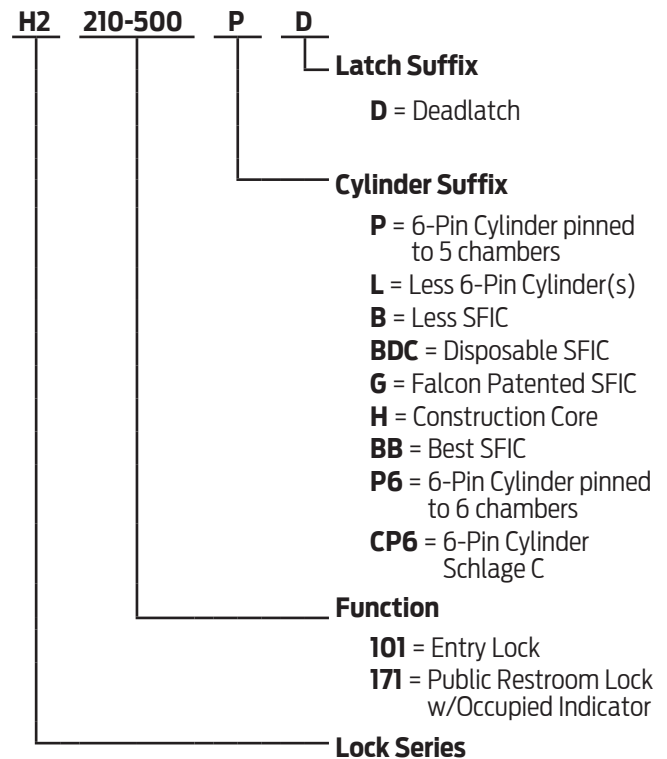 H2 210-500 P D
Latch Suffix
D = Deadlatch
Cylinder Suffix
P = 6-Pin Cylinder pinned
to 5 chambers
L = Less 6-Pin Cylinder(s)
B = Less SFIC
BDC = Disposable SFIC
G = Falcon Patented SFIC
H = Construction Core
BB = Best SFIC
P6 = 6-Pin Cylinder pinned
to 6 chambers
CP6 = 6-Pin Cylinder
Schlage C
Function
101 = Entry Lock
171 = Public Restroom Lock
w/Occupied Indicator
Lock Series